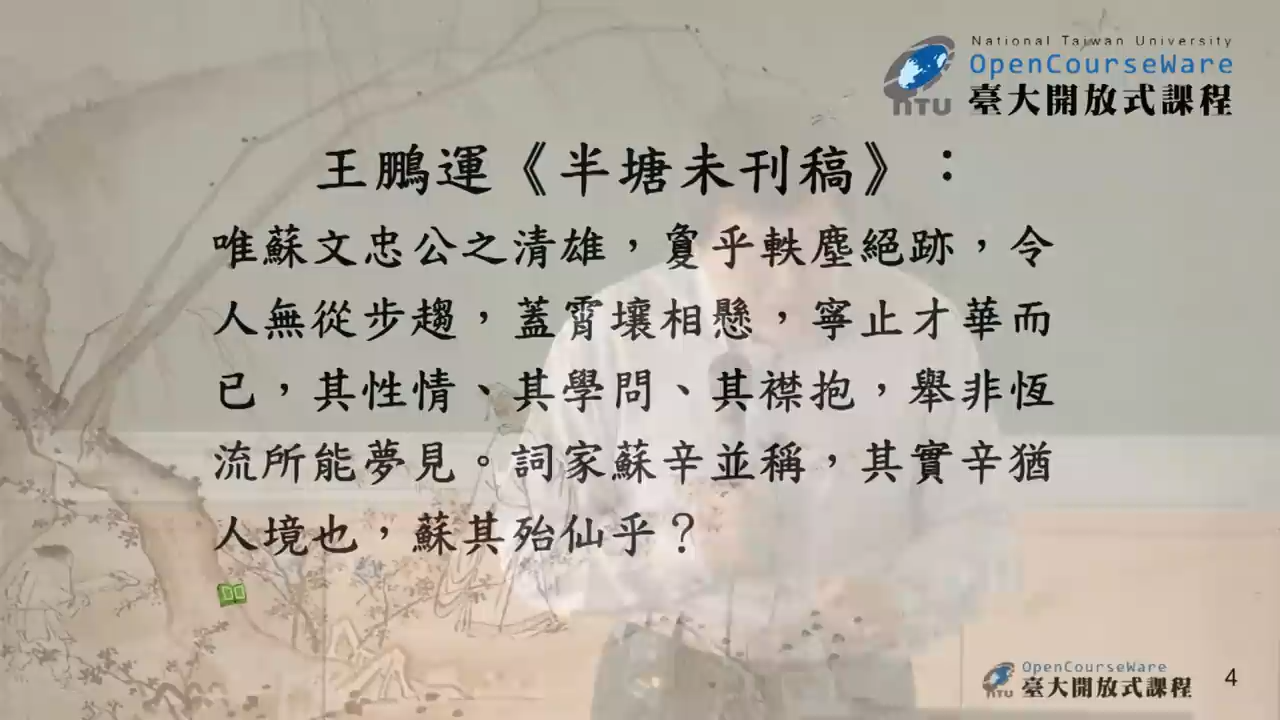 National Taiwan University
OpenCourseWare
NTU
臺大開放式課程
王鵬運《半塘未刊稿》：
唯蘇文忠公之清雄，敻乎軼塵絕跡，令
人無從步趨，蓋霄壤相懸，寧止才華而
已，其性情、其學問、其襟抱，舉非恆
流所能夢見。詞家蘇辛並稱，其實辛猶
人境也，蘇其殆仙乎？
OpenCourseWare
NTU
臺大開放式課程
4